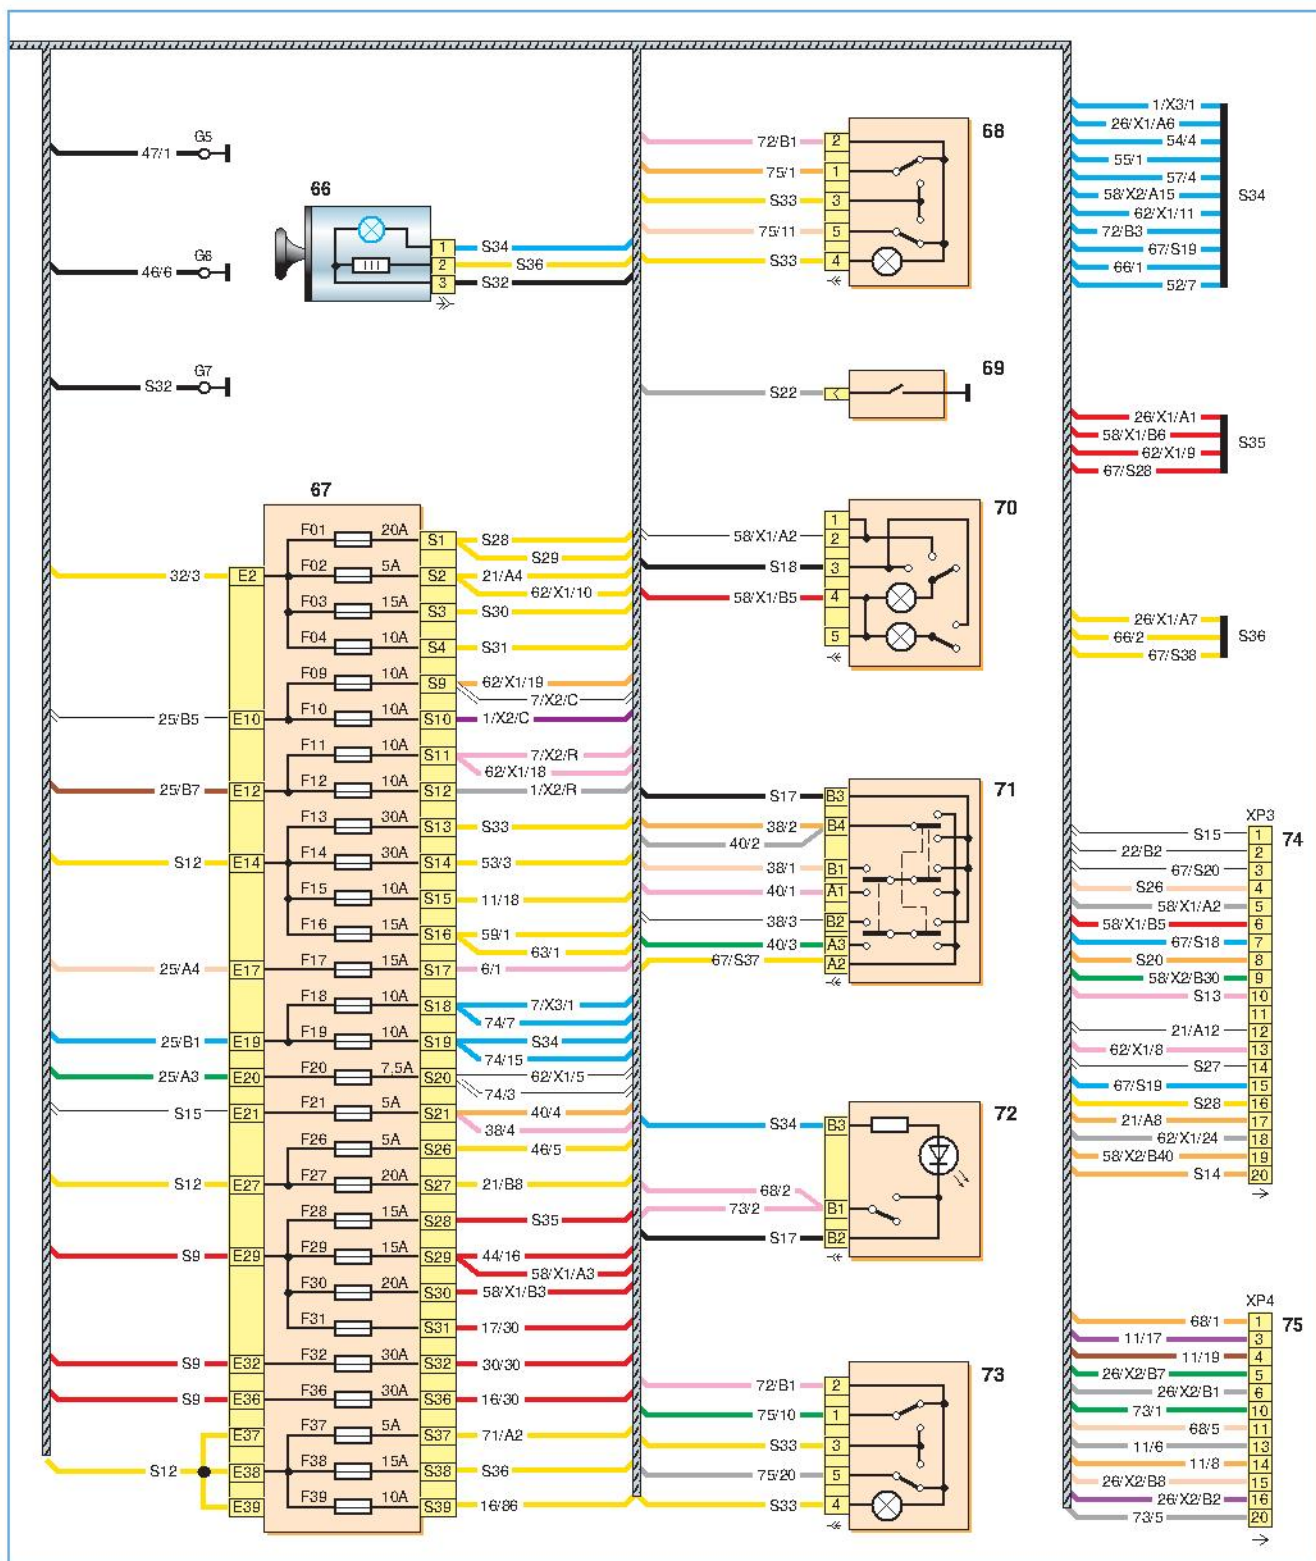 47/1 G5
46/6 G6
S32 G7
66
1 S34
2 S36
3 S32
67
F01 20A S1 S28
S29
32/3 E2 F02 5A S2 21/A4
62/X1/10
F03 15A S3 S30
F04 10A S4 S31
F09 10A S9 62/X1/19
7/X2/C
25/B5 E10 F10 10A S10 1/X2/C
F11 10A S11 7/X2/R
62/X1/18
25/B7 E12 F12 10A S12 1/X2/R
F13 30A S13 S33
S12 E14 F14 30A S14 53/3
F15 10A S15 11/18
F16 15A S16 59/1
63/1
25/A4 E17 F17 15A S17 6/1
F18 10A S18 7/X3/1
74/7
25/B1 E19 F19 10A S19 S34
74/15
25/A3 E20 F20 7,5A S20 62/X1/5
74/3
S15 E21 F21 5A S21 40/4
38/4
F26 5A S26 46/5
S12 E27 F27 20A S27 21/B8
F28 15A S28 S35
S9 E29 F29 15A S29 44/16
58/X1/A3
F30 20A S30 58/X1/B3
F31 S31 17/30
S9 E32 F32 30A S32 30/30
S9 E36 F36 30A S36 16/30
E37 F37 5A S37 71/A2
S12 E38 F38 15A S38 S36
E39 F39 10A S39 16/86
68
72/B1 2
75/1 1
S33 3
75/11 5
S33 4
69
S22
70
1
58/X1/A2 2
S18 3
58/X1/B5 4
5
71
S17 B3
38/2 B4
40/2
38/1 B1
40/1 A1
38/3 B2
40/3 A3
67/S37 A2
72
S34 B3
68/2
73/2 B1
S17 B2
73
72/B1 2
75/10 1
S33 3
75/20 5
S33 4
1/X3/1
26/X1/A6
54/4
55/1
57/4
58/X2/A15 S34
62/X1/11
72/B3
67/S19
66/1
52/7
26/X1/A1
58/X1/B6 S35
62/X1/9
67/S28
26/X1/A7
66/2 S36
67/S38
XP3
74
S15 1
22/B2 2
67/S20 3
S26 4
58/X1/A2 5
58/X1/B5 6
67/S18 7
S20 8
58/X2/B30 9
S13 10
11
21/A12 12
62/X1/8 13
S27 14
67/S19 15
S28 16
21/A8 17
62/X1/24 18
58/X2/B40 19
S14 20
XP4
75
68/1 1
11/17 3
11/19 4
26/X2/B7 5
26/X2/B1 6
73/1 10
68/5 11
11/6 13
11/8 14
26/X2/B8 15
26/X2/B2 16
73/5 20